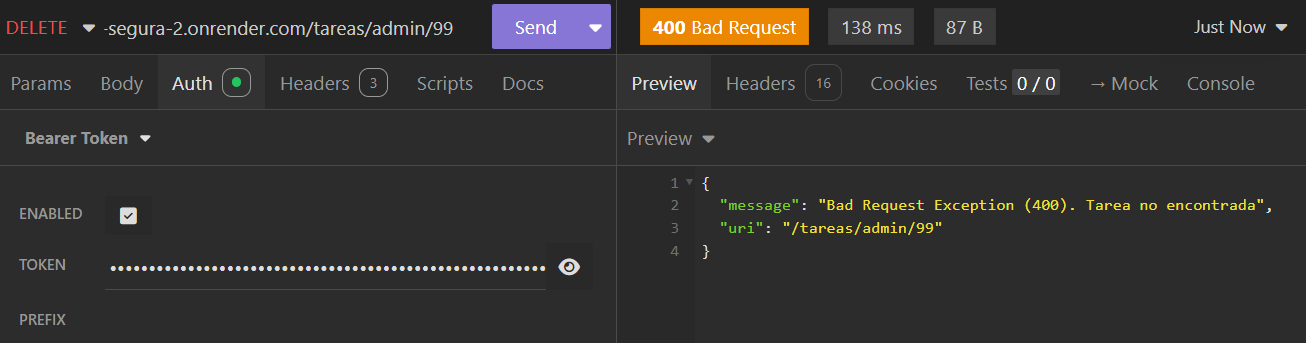 DELETE -segura-2.onrender.com/tareas/admin/99 Send 400 Bad Request 138 ms 87 B Just Now
Params Body Auth Headers 3 Scripts Docs Preview Headers 16 Cookies Tests 0 / 0 → Mock Console
Bearer Token Preview
1 {
ENABLED 2 "message": "Bad Request Exception (400). Tarea no encontrada",
3 "uri": "/tareas/admin/99"
TOKEN ••••••••••••••••••••••••••••••••••••••••••••••••••••••• 4 }
PREFIX